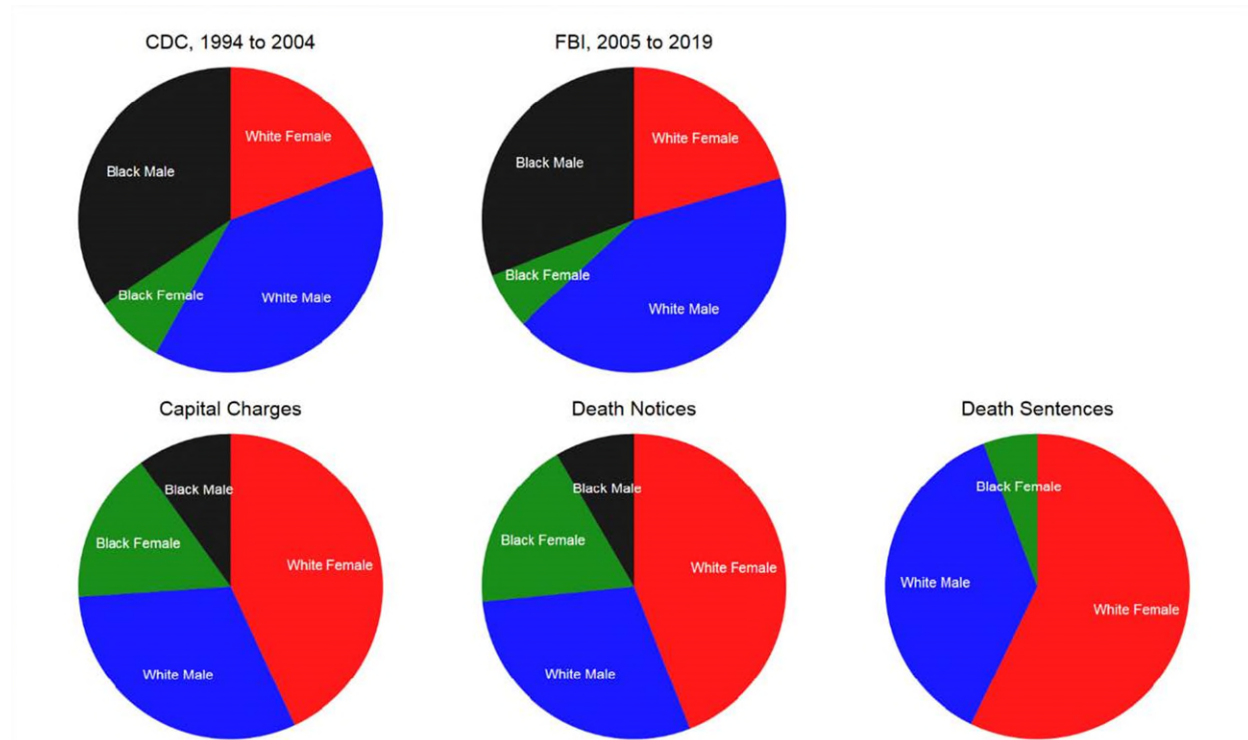 CDC, 1994 to 2004
White Female
Black Male
Black Female
White Male
FBI, 2005 to 2019
White Female
Black Male
Black Female
White Male
Capital Charges
Black Male
Black Female
White Female
White Male
Death Notices
Black Male
Black Female
White Female
White Male
Death Sentences
Black Female
White Male
White Female